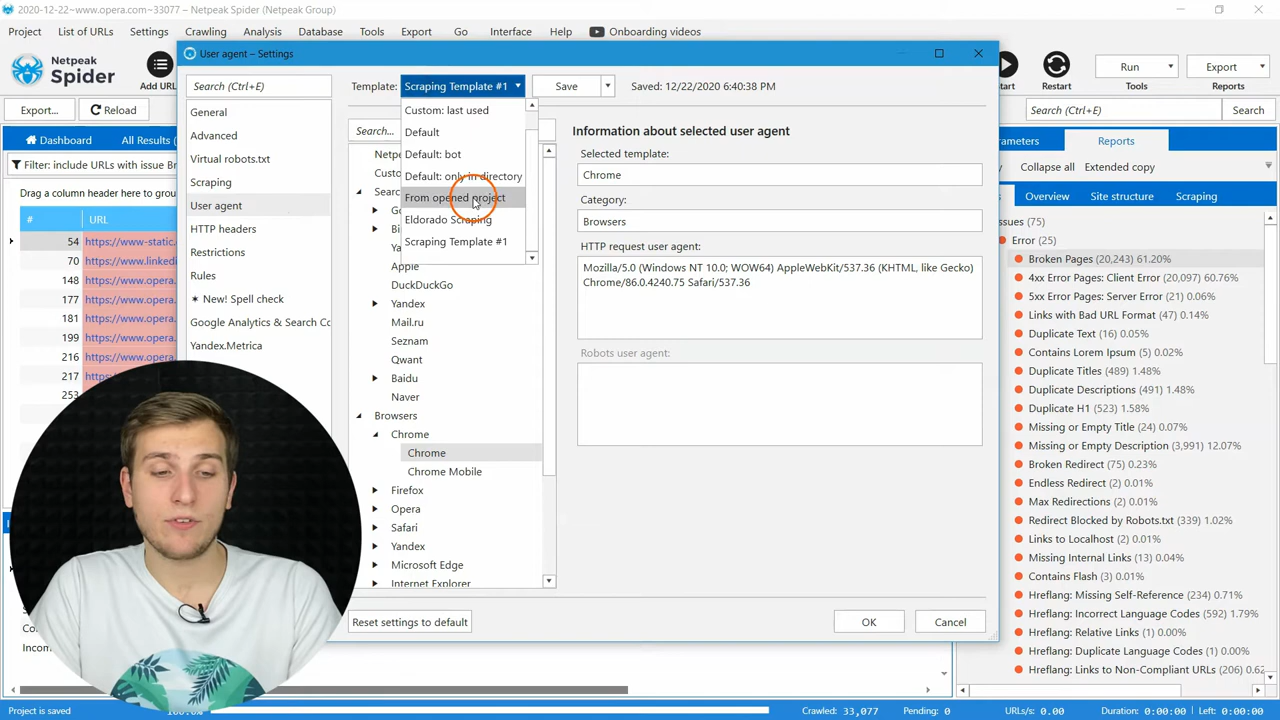 2020-12-22~www.opera.com~33077 — Netpeak Spider (Netpeak Group)
Project
List of URLs
Settings
Crawling
Analysis
Database
Tools
Export
Go
Interface
Help
Onboarding videos
Netpeak
Spider
Add URL
Start
Restart
Run
Tools
Export
Export
User agent – Settings
Search (Ctrl+E)
Template:
Scraping Template #1
Save
Saved: 12/22/2020 6:40:38 PM
Export...
Reload
Search (Ctrl+E)
Search
Dashboard
All Results
Filter: include URLs with issue
Drag a column header here to group
#
URL
54
https://www-static.
70
https://www.linkedi
148
https://www.opera.
177
https://www.opera.
181
https://www.opera.
199
https://www.opera.
216
https://www.opera.
217
253
General
Advanced
Virtual robots.txt
Scraping
User agent
HTTP headers
Restrictions
Rules
✶ New! Spell check
Google Analytics & Search Co
Yandex.Metrica
Custom: last used
Default
Default: bot
Default: only in directory
From opened project
Eldorado Scraping
Scraping Template #1
Search...
Netpe
Custo
Searc
Go
Bi
Ya
Apple
DuckDuckGo
Yandex
Mail.ru
Seznam
Qwant
Baidu
Naver
Browsers
Chrome
Chrome
Chrome Mobile
Firefox
Opera
Safari
Yandex
Microsoft Edge
Internet Explorer
Information about selected user agent
Selected template:
Chrome
Category:
Browsers
HTTP request user agent:
Mozilla/5.0 (Windows NT 10.0; WOW64) AppleWebKit/537.36 (KHTML, like Gecko)
Chrome/86.0.4240.75 Safari/537.36
Robots user agent:
Reset settings to default
OK
Cancel
rameters
Reports
Collapse all
Extended copy
s
Overview
Site structure
Scraping
sues (75)
Error (25)
Broken Pages (20,243) 61.20%
4xx Error Pages: Client Error (20,097) 60.76%
5xx Error Pages: Server Error (21) 0.06%
Links with Bad URL Format (47) 0.14%
Duplicate Text (16) 0.05%
Contains Lorem Ipsum (5) 0.02%
Duplicate Titles (489) 1.48%
Duplicate Descriptions (491) 1.48%
Duplicate H1 (523) 1.58%
Missing or Empty Title (24) 0.07%
Missing or Empty Description (3,991) 12.07%
Broken Redirect (75) 0.23%
Endless Redirect (2) 0.01%
Max Redirections (2) 0.01%
Redirect Blocked by Robots.txt (339) 1.02%
Links to Localhost (2) 0.01%
Missing Internal Links (4) 0.01%
Contains Flash (3) 0.01%
Hreflang: Missing Self-Reference (234) 0.71%
Hreflang: Incorrect Language Codes (592) 1.79%
Hreflang: Relative Links (1) 0.00%
Hreflang: Duplicate Language Codes (1) 0.00%
Hreflang: Links to Non-Compliant URLs (206) 0.62
Incom
Project is saved
100.0%
Crawled: 33,077
Pending: 0
URLs/s: 0.00
Duration: 0:00:00
Left: 0:00:00